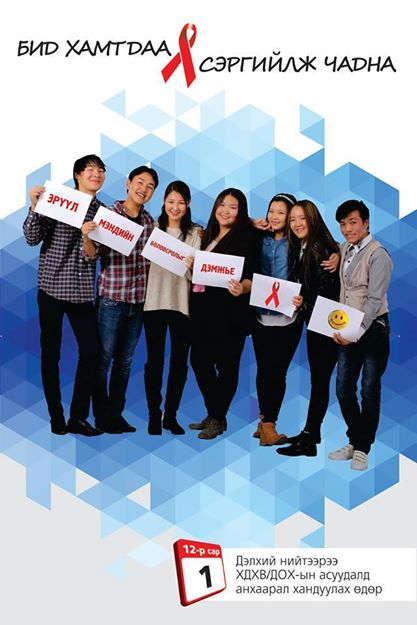 БИД ХАМТДАА
СЭРГИЙЛЖ ЧАДНА
ЭРҮҮЛ
МЭНДИЙН
БОЛОВСРОЛЫГ
ДЭМЖЬЕ
12-р сар
1
Дэлхий нийтээрээ
ХДХВ/ДОХ-ын асуудалд
анхаарал хандуулах өдөр